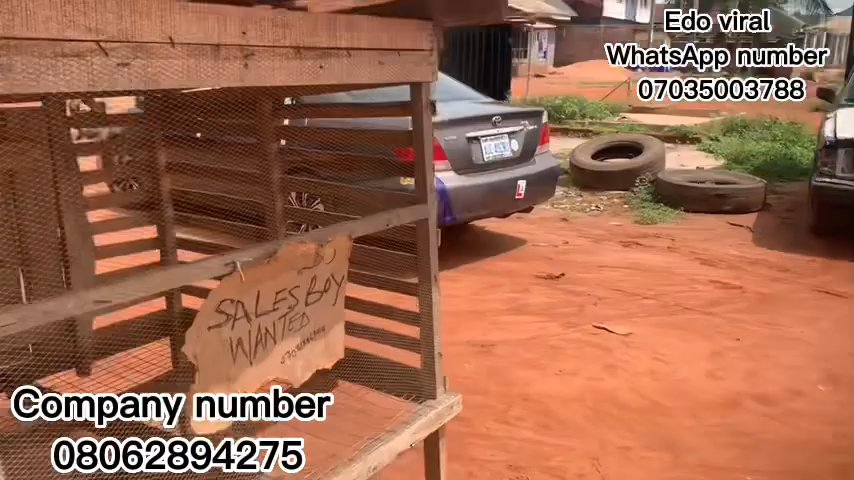 Edo viral
WhatsApp number
07035003788
SALES BOY
WANTED
Company number
08062894275